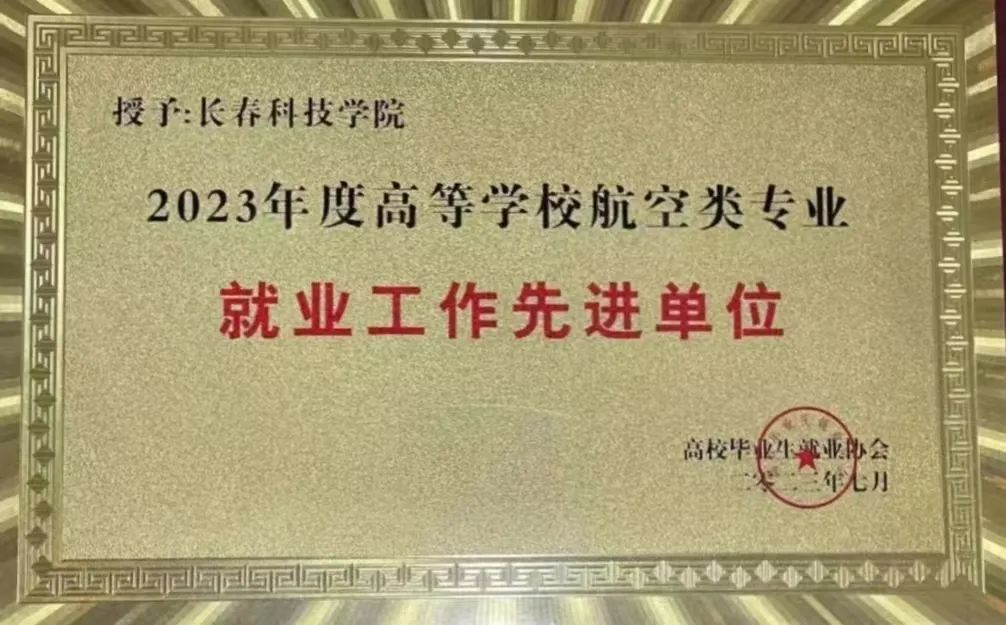 授予:长春科技学院
2023年度高等学校航空类专业
就业工作先进单位
高校毕业生就业协会
二零二三年七月